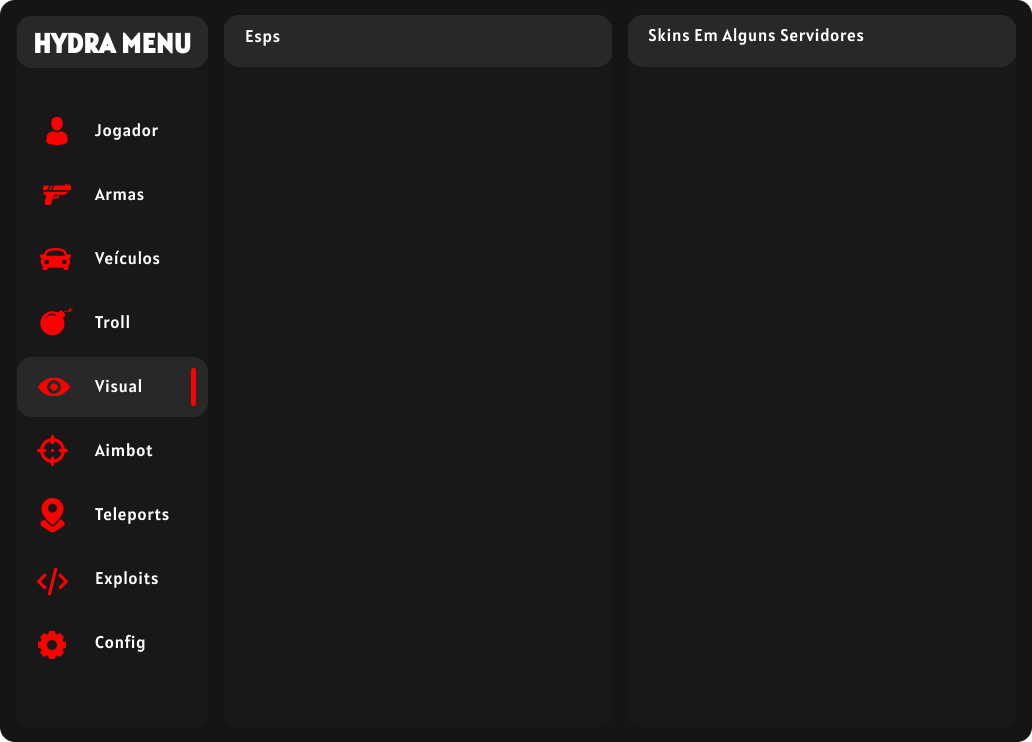 HYDRA MENU
Jogador
Armas
Veículos
Troll
Visual
Aimbot
Teleports
Exploits
Config
Esps
Skins Em Alguns Servidores